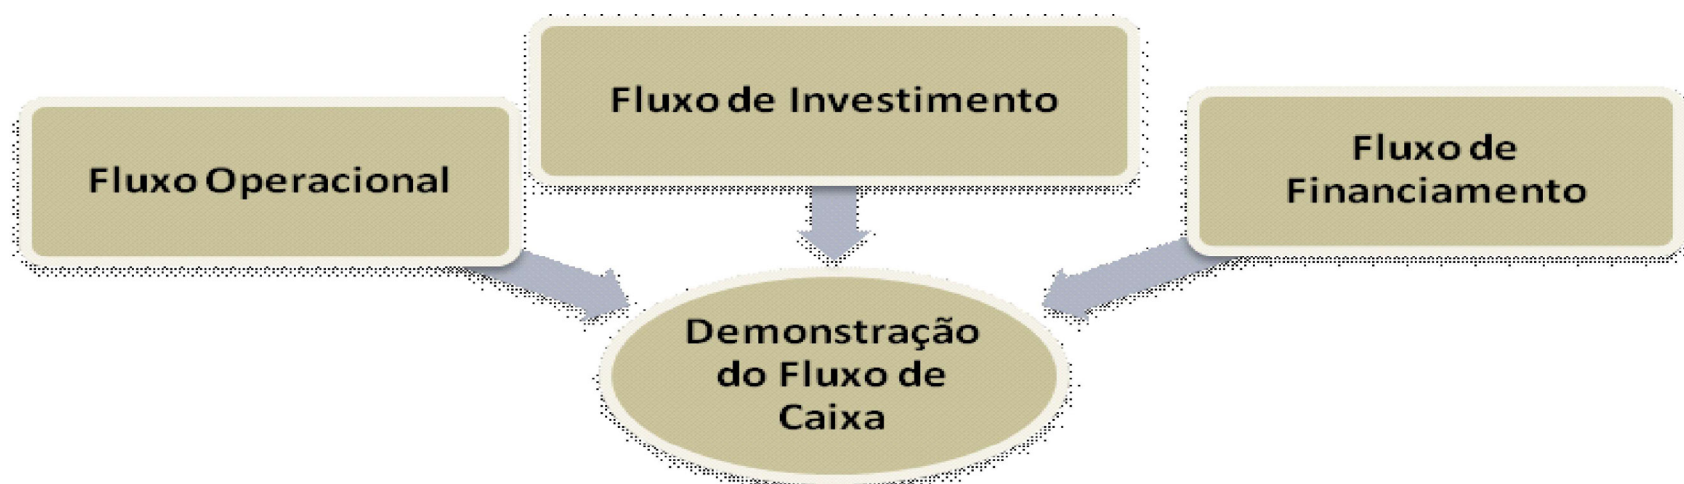 Fluxo de Investimento
Fluxo Operacional
Fluxo de
Financiamento
Demonstração
do Fluxo de
Caixa